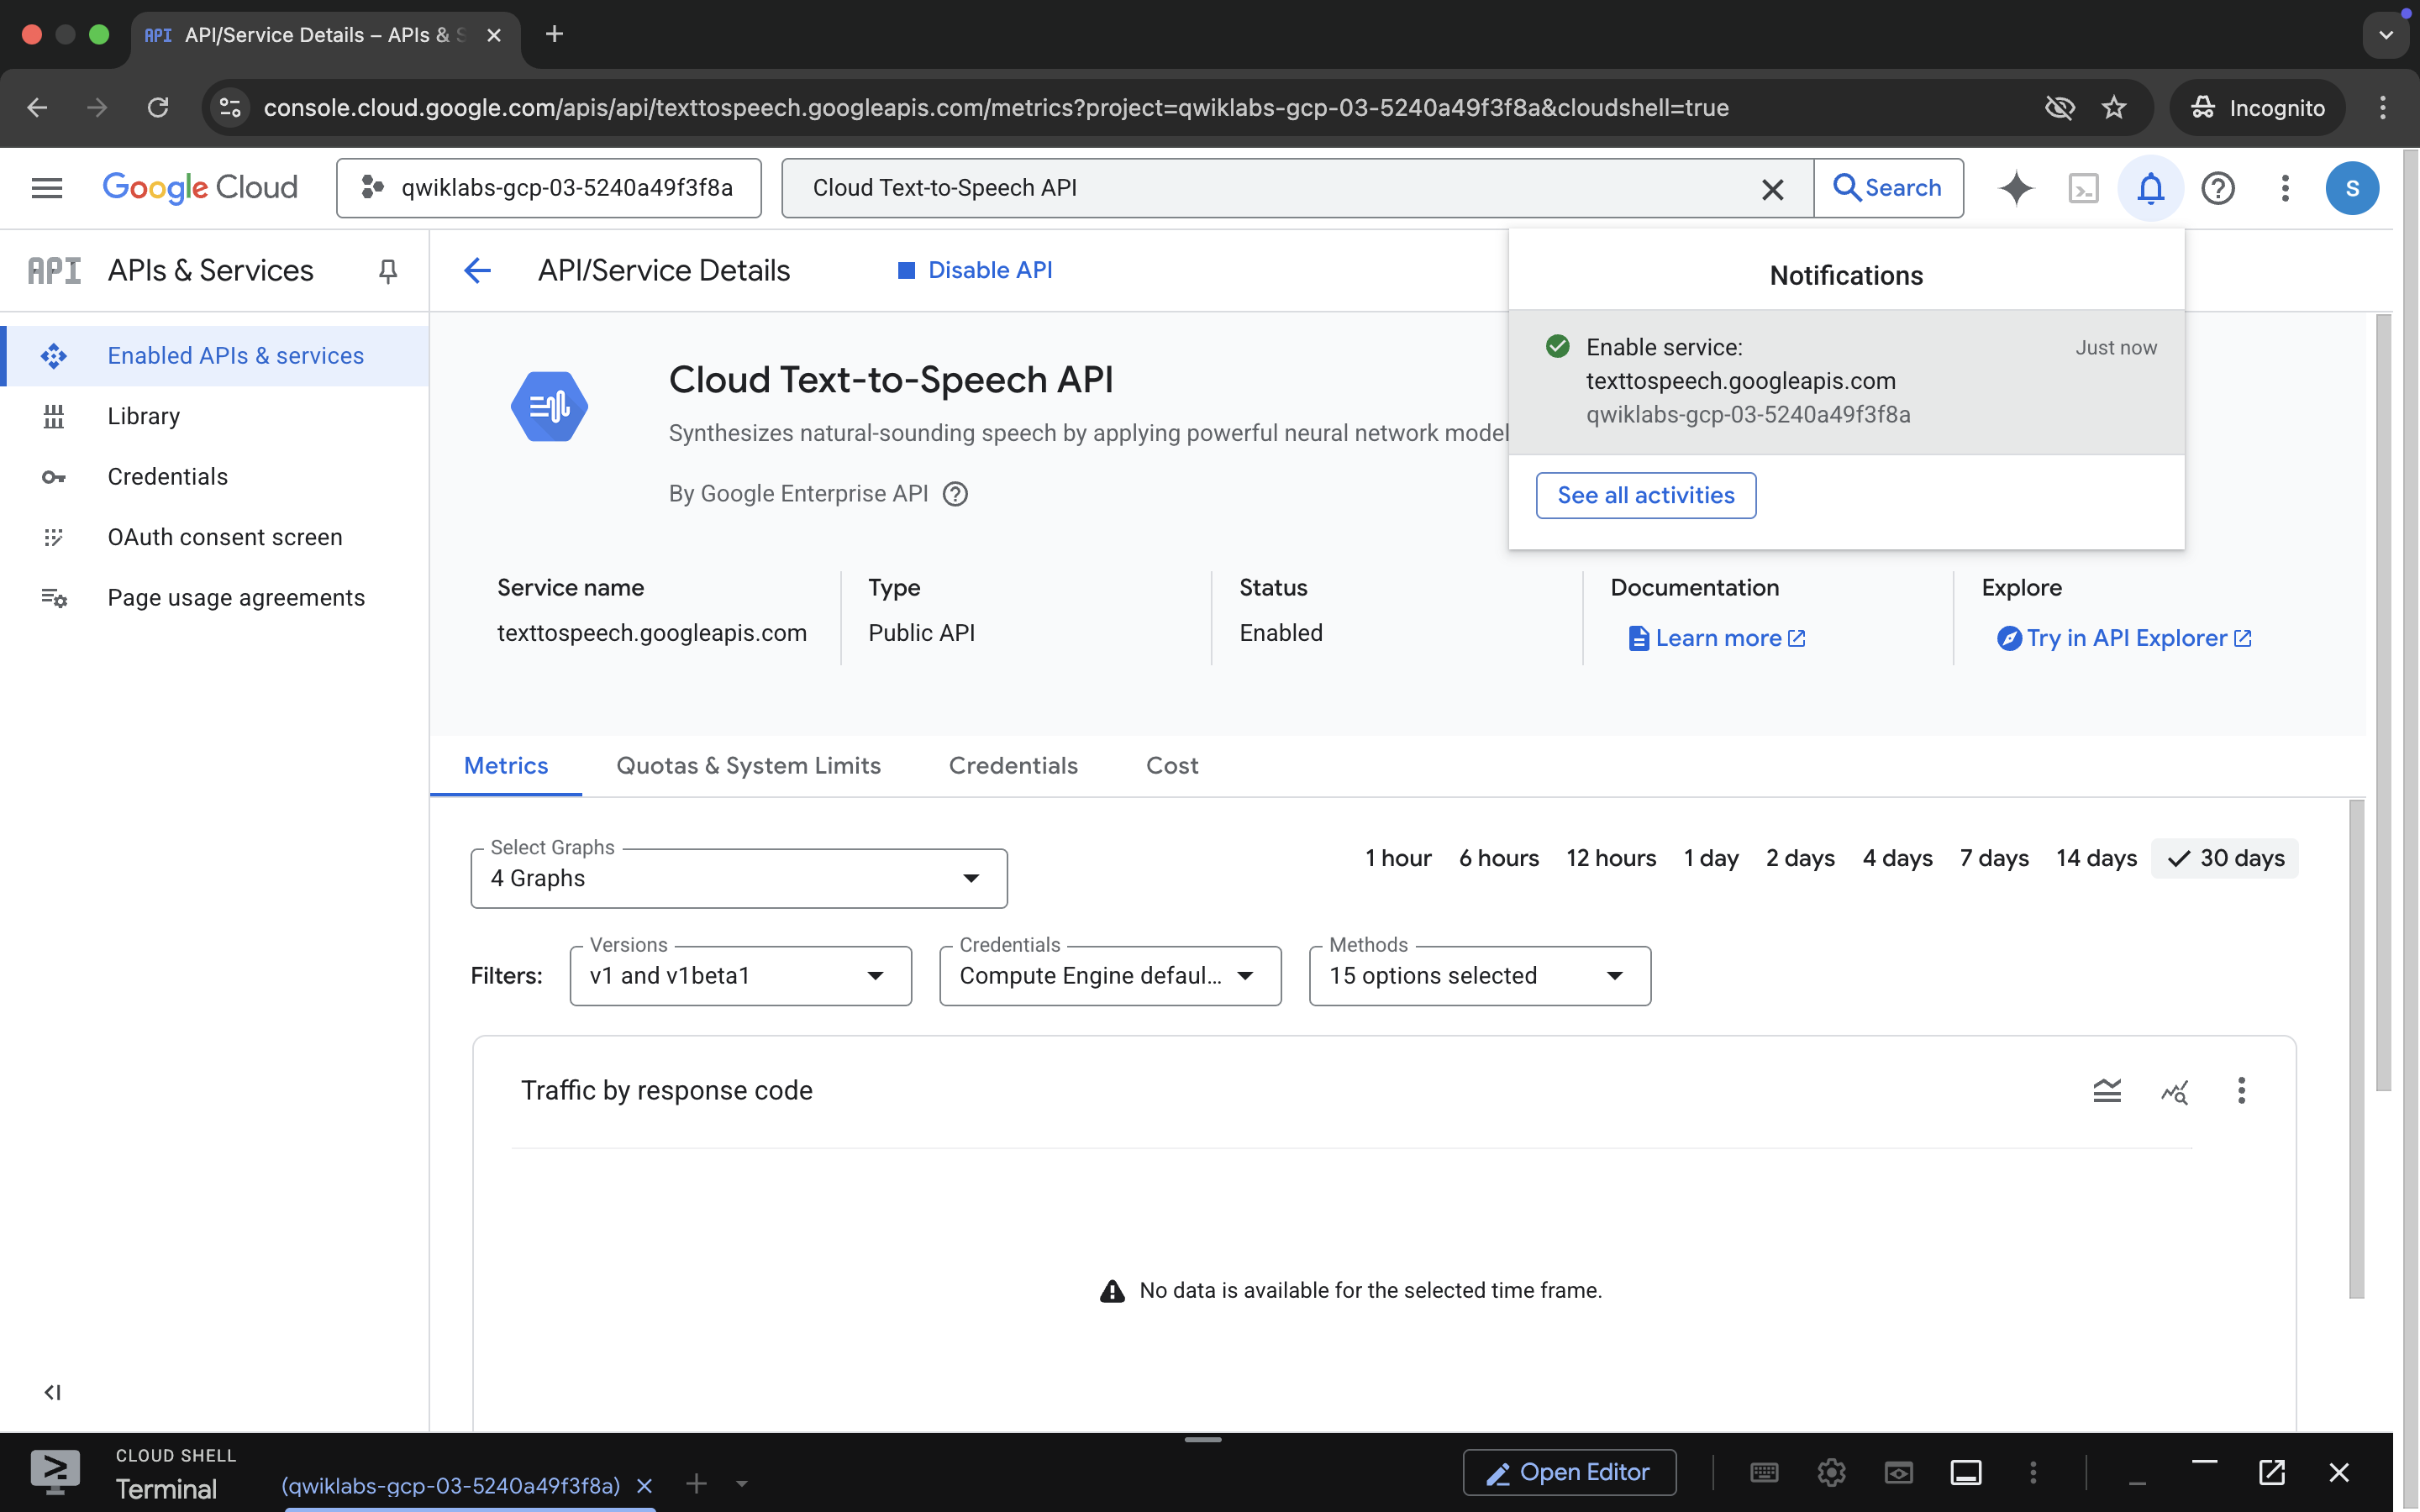 API API/Service Details – APIs & S
console.cloud.google.com/apis/api/texttospeech.googleapis.com/metrics?project=qwiklabs-gcp-03-5240a49f3f8a&cloudshell=true
Incognito
Google Cloud
qwiklabs-gcp-03-5240a49f3f8a
Cloud Text-to-Speech API
Search
S
API APIs & Services
API/Service Details
Disable API
Notifications
Enable service:
Just now
texttospeech.googleapis.com
qwiklabs-gcp-03-5240a49f3f8a
See all activities
Enabled APIs & services
Library
Credentials
OAuth consent screen
Page usage agreements
Cloud Text-to-Speech API
Synthesizes natural-sounding speech by applying powerful neural network model
By Google Enterprise API
Service name
texttospeech.googleapis.com
Type
Public API
Status
Enabled
Documentation
Learn more
Explore
Try in API Explorer
Metrics
Quotas & System Limits
Credentials
Cost
Select Graphs
4 Graphs
1 hour
6 hours
12 hours
1 day
2 days
4 days
7 days
14 days
30 days
Filters:
Versions
v1 and v1beta1
Credentials
Compute Engine defaul...
Methods
15 options selected
Traffic by response code
No data is available for the selected time frame.
CLOUD SHELL
Terminal
(qwiklabs-gcp-03-5240a49f3f8a)
Open Editor